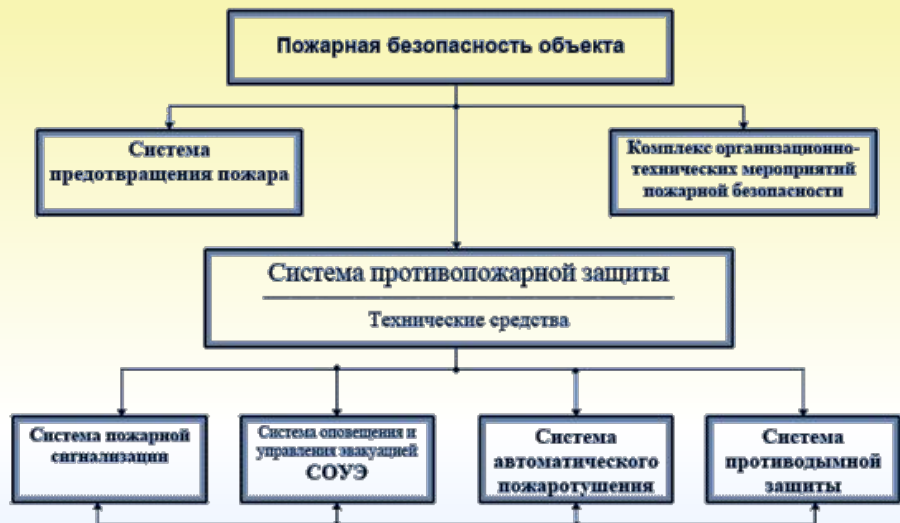 Пожарная безопасность объекта
Система
предотвращения пожара
Комплекс организационно-
технических мероприятий
пожарной безопасности
Система противопожарной защиты
Технические средства
Система пожарной
сигнализации
Система оповещения и
управления эвакуацией
СОУЭ
Система
автоматического
пожаротушения
Система
противодымной
защиты